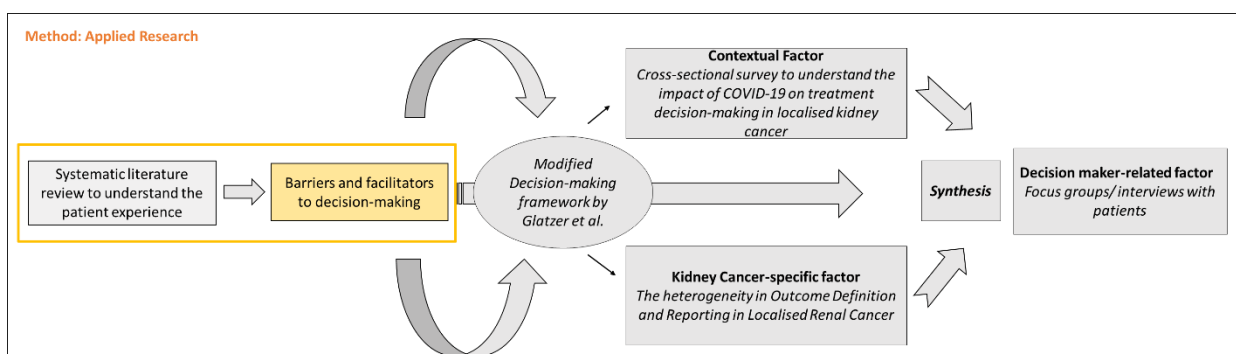 Method: Applied Research
Systematic literature
review to understand the
patient experience
Barriers and facilitators
to decision-making
Modified
Decision-making
framework by
Glatzer et al.
Contextual Factor
Cross-sectional survey to understand the
impact of COVID-19 on treatment
decision-making in localised kidney
cancer
Kidney Cancer-specific factor
The heterogeneity in Outcome Definition
and Reporting in Localised Renal Cancer
Synthesis
Decision maker-related factor
Focus groups/ interviews with
patients